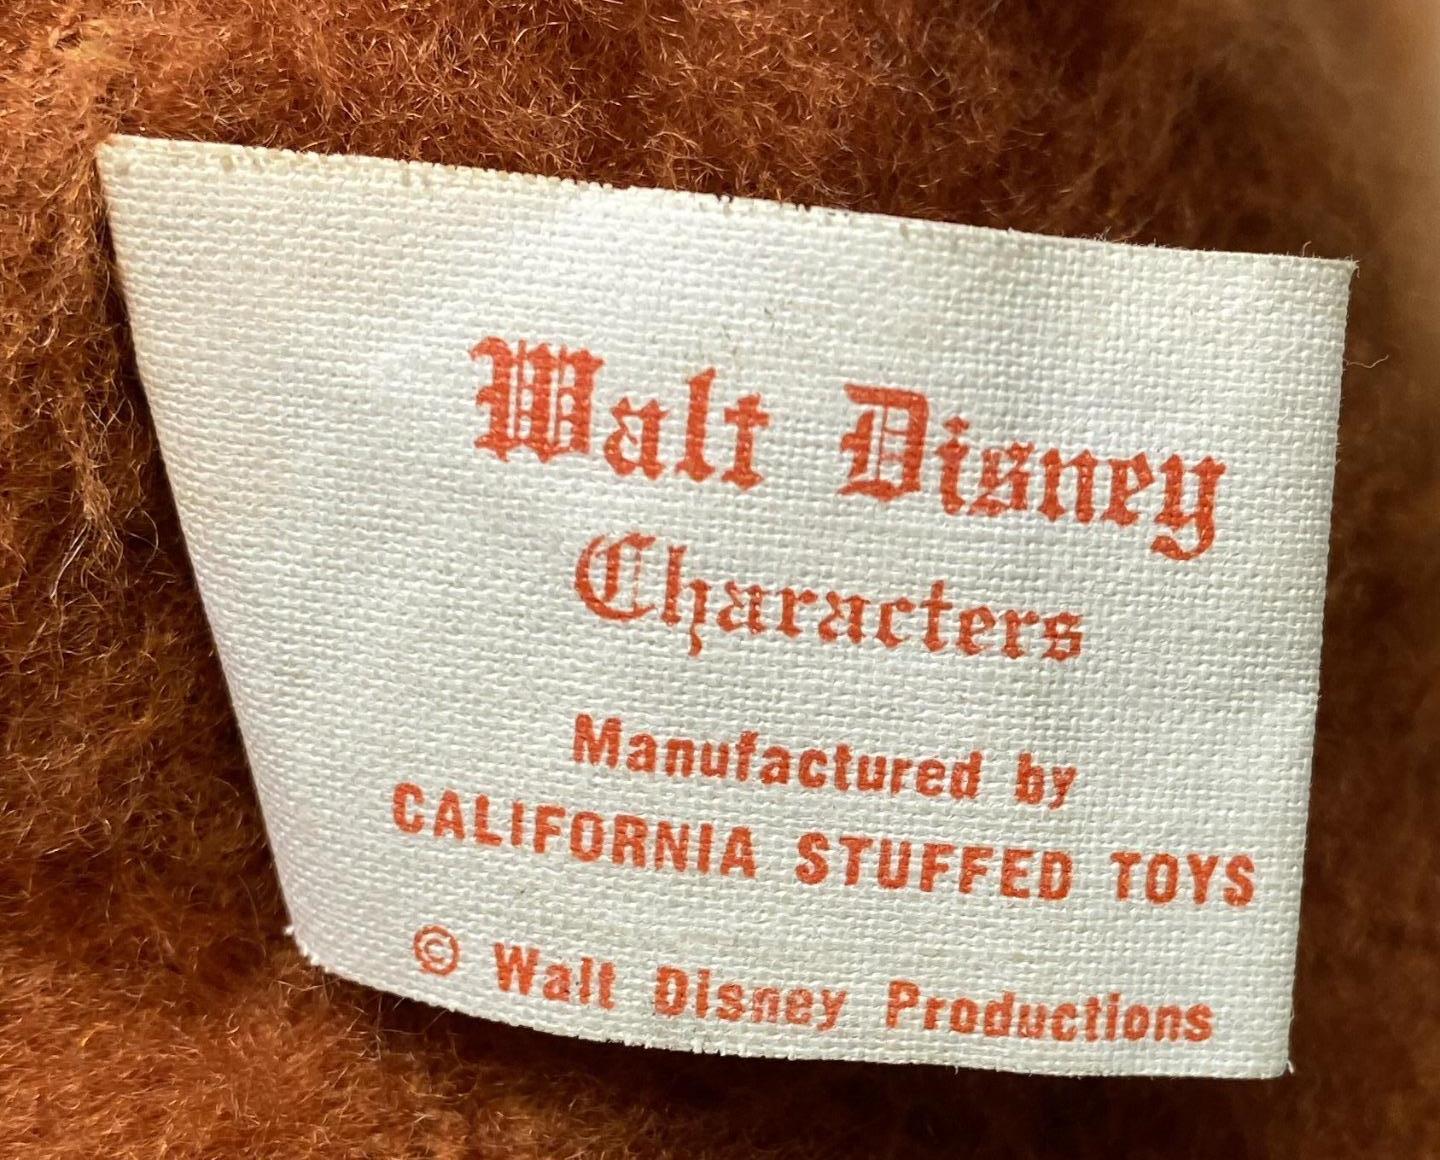 Walt Disney
Characters
Manufactured by
CALIFORNIA STUFFED TOYS
© Walt Disney Productions